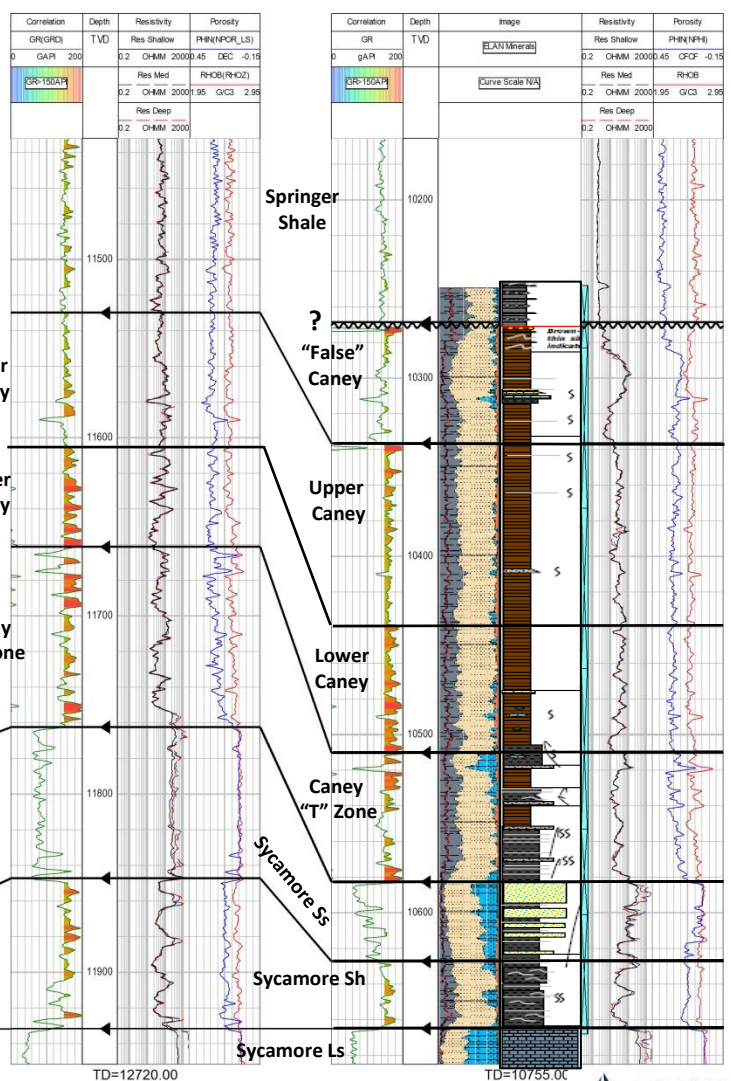 Correlation Depth Resistivity Porosity
GR(GRD) TVD Res Shallow PHIN(NPOR_LS)
0 GAPI 200 0.2 OHMM 2000 0.45 DEC -0.15
GR>150API Res Med RHOB(RHOZ)
0.2 OHMM 2000 1.95 G/C3 2.95
Res Deep
0.2 OHMM 2000
11500
11600
11700
11800
11900
TD=12720.00
Springer
Shale
?
"False"
Caney
Upper
Caney
Lower
Caney
Caney
"T" Zone
Sycamore Ss
Sycamore Sh
Sycamore Ls
Correlation Depth Image Resistivity Porosity
GR TVD ELAN Minerals Res Shallow PHIN(NPHI)
0 gAPI 200 0.2 OHMM 2000 0.45 CFCF -0.15
GR>150API Curve Scale N/A Res Med RHOB
0.2 OHMM 2000 1.95 G/C3 2.95
Res Deep
0.2 OHMM 2000
10200
10300
10400
10500
10600
Brown-
thin
indicate
S
S
S
S
S
S
SS
SS
SS
TD=10755.00